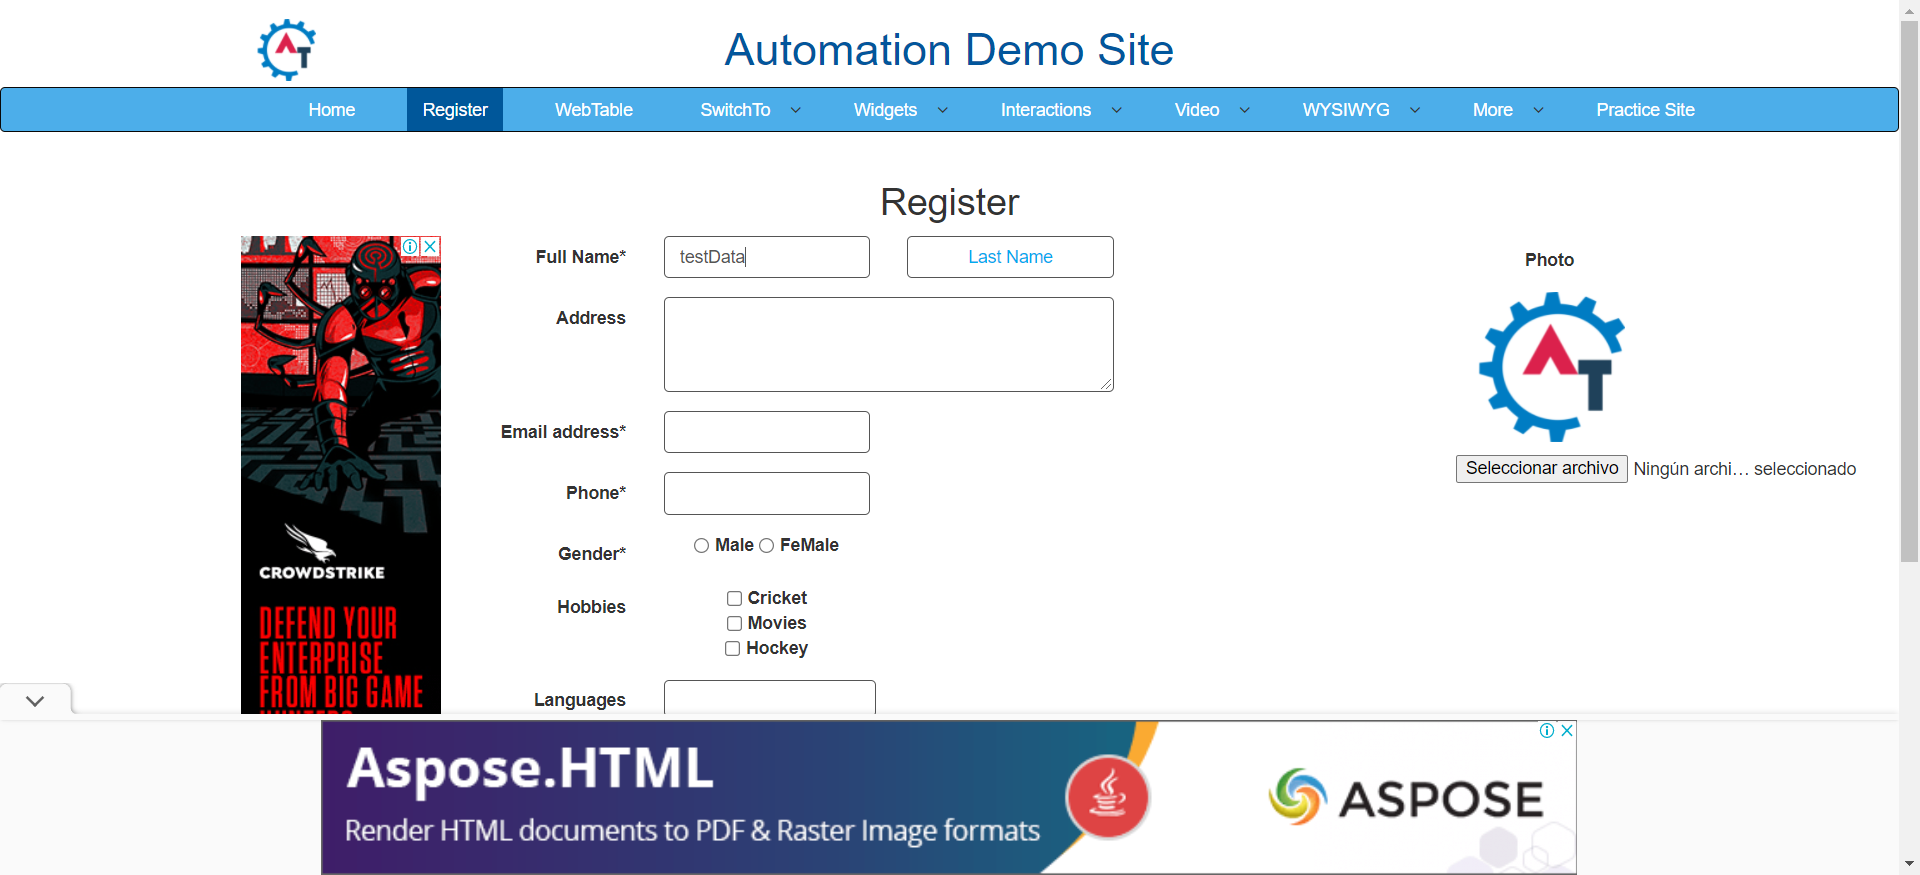 Automation Demo Site
Home Register WebTable SwitchTo Widgets Interactions Video WYSIWYG More Practice Site
Register
Full Name* testData Last Name
Photo
Address
Email address*
Seleccionar archivo Ningún archi… seleccionado
Phone*
Gender* Male FeMale
Hobbies Cricket
Movies
Hockey
Languages
CROWDSTRIKE
DEFEND YOUR
ENTERPRISE
FROM BIG GAME
HUNTERS
Aspose.HTML
Render HTML documents to PDF & Raster Image formats
ASPOSE